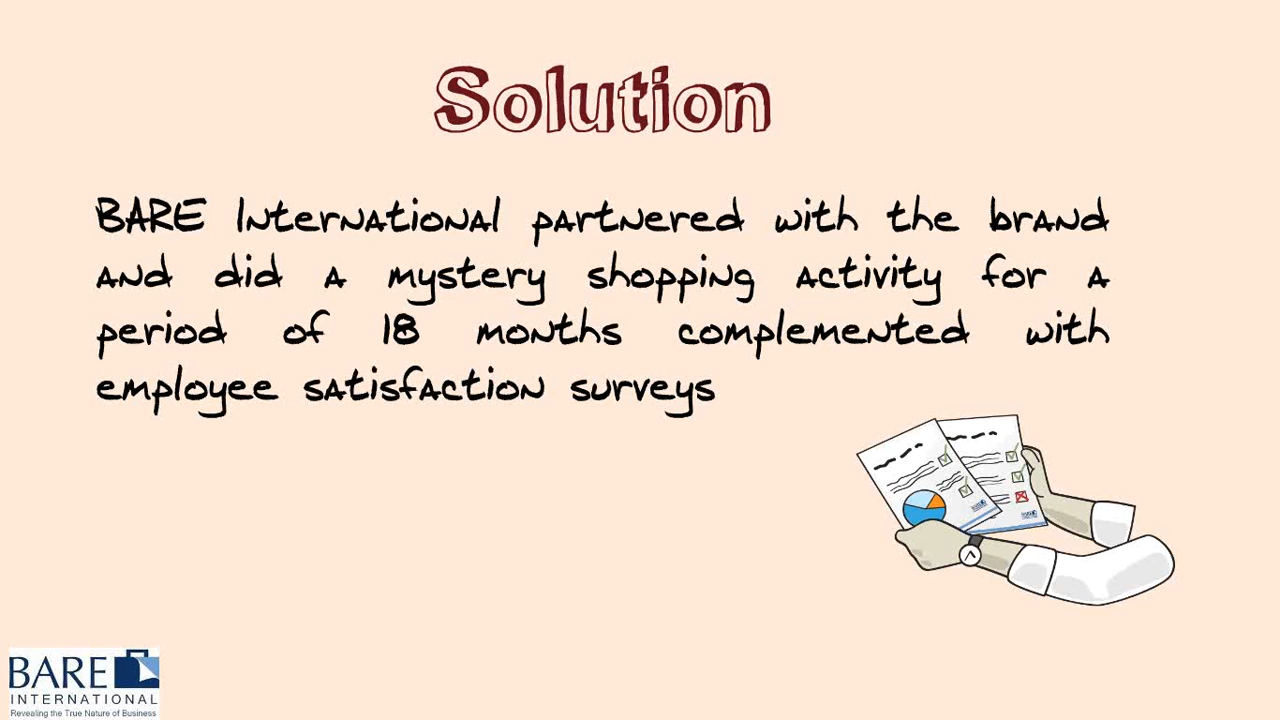 Solution
BARE International partnered with the brand
and did a mystery shopping activity for a
period of 18 months complemented with
employee satisfaction surveys
BARE
INTERNATIONAL
Revealing the True Nature of Business